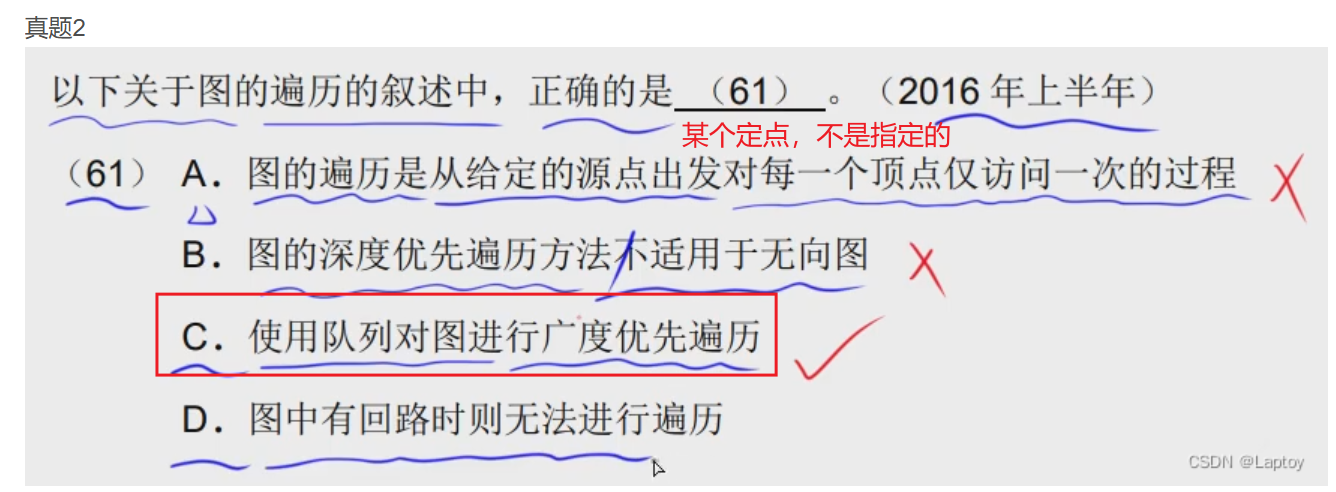 真题2
以下关于图的遍历的叙述中，正确的是 （61） 。（2016 年上半年）
某个定点，不是指定的
（61） A．图的遍历是从给定的源点出发对每一个顶点仅访问一次的过程
B．图的深度优先遍历方法不适用于无向图
C．使用队列对图进行广度优先遍历
D．图中有回路时则无法进行遍历
CSDN @Laptoy